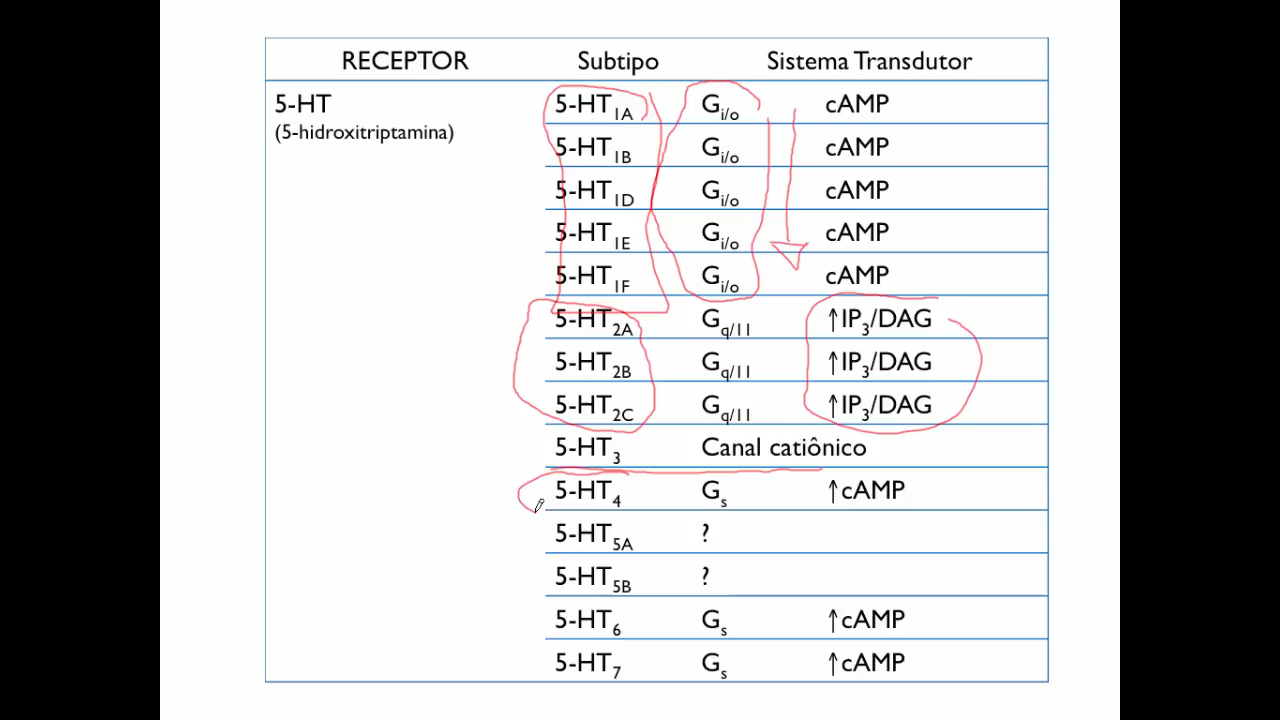 RECEPTOR Subtipo Sistema Transdutor
5-HT 5-HT1A Gi/o cAMP
(5-hidroxitriptamina)
5-HT1B Gi/o cAMP
5-HT1D Gi/o cAMP
5-HT1E Gi/o cAMP
5-HT1F Gi/o cAMP
5-HT2A Gq/11 ↑IP3/DAG
5-HT2B Gq/11 ↑IP3/DAG
5-HT2C Gq/11 ↑IP3/DAG
5-HT3 Canal catiônico
5-HT4 Gs ↑cAMP
5-HT5A ?
5-HT5B ?
5-HT6 Gs ↑cAMP
5-HT7 Gs ↑cAMP